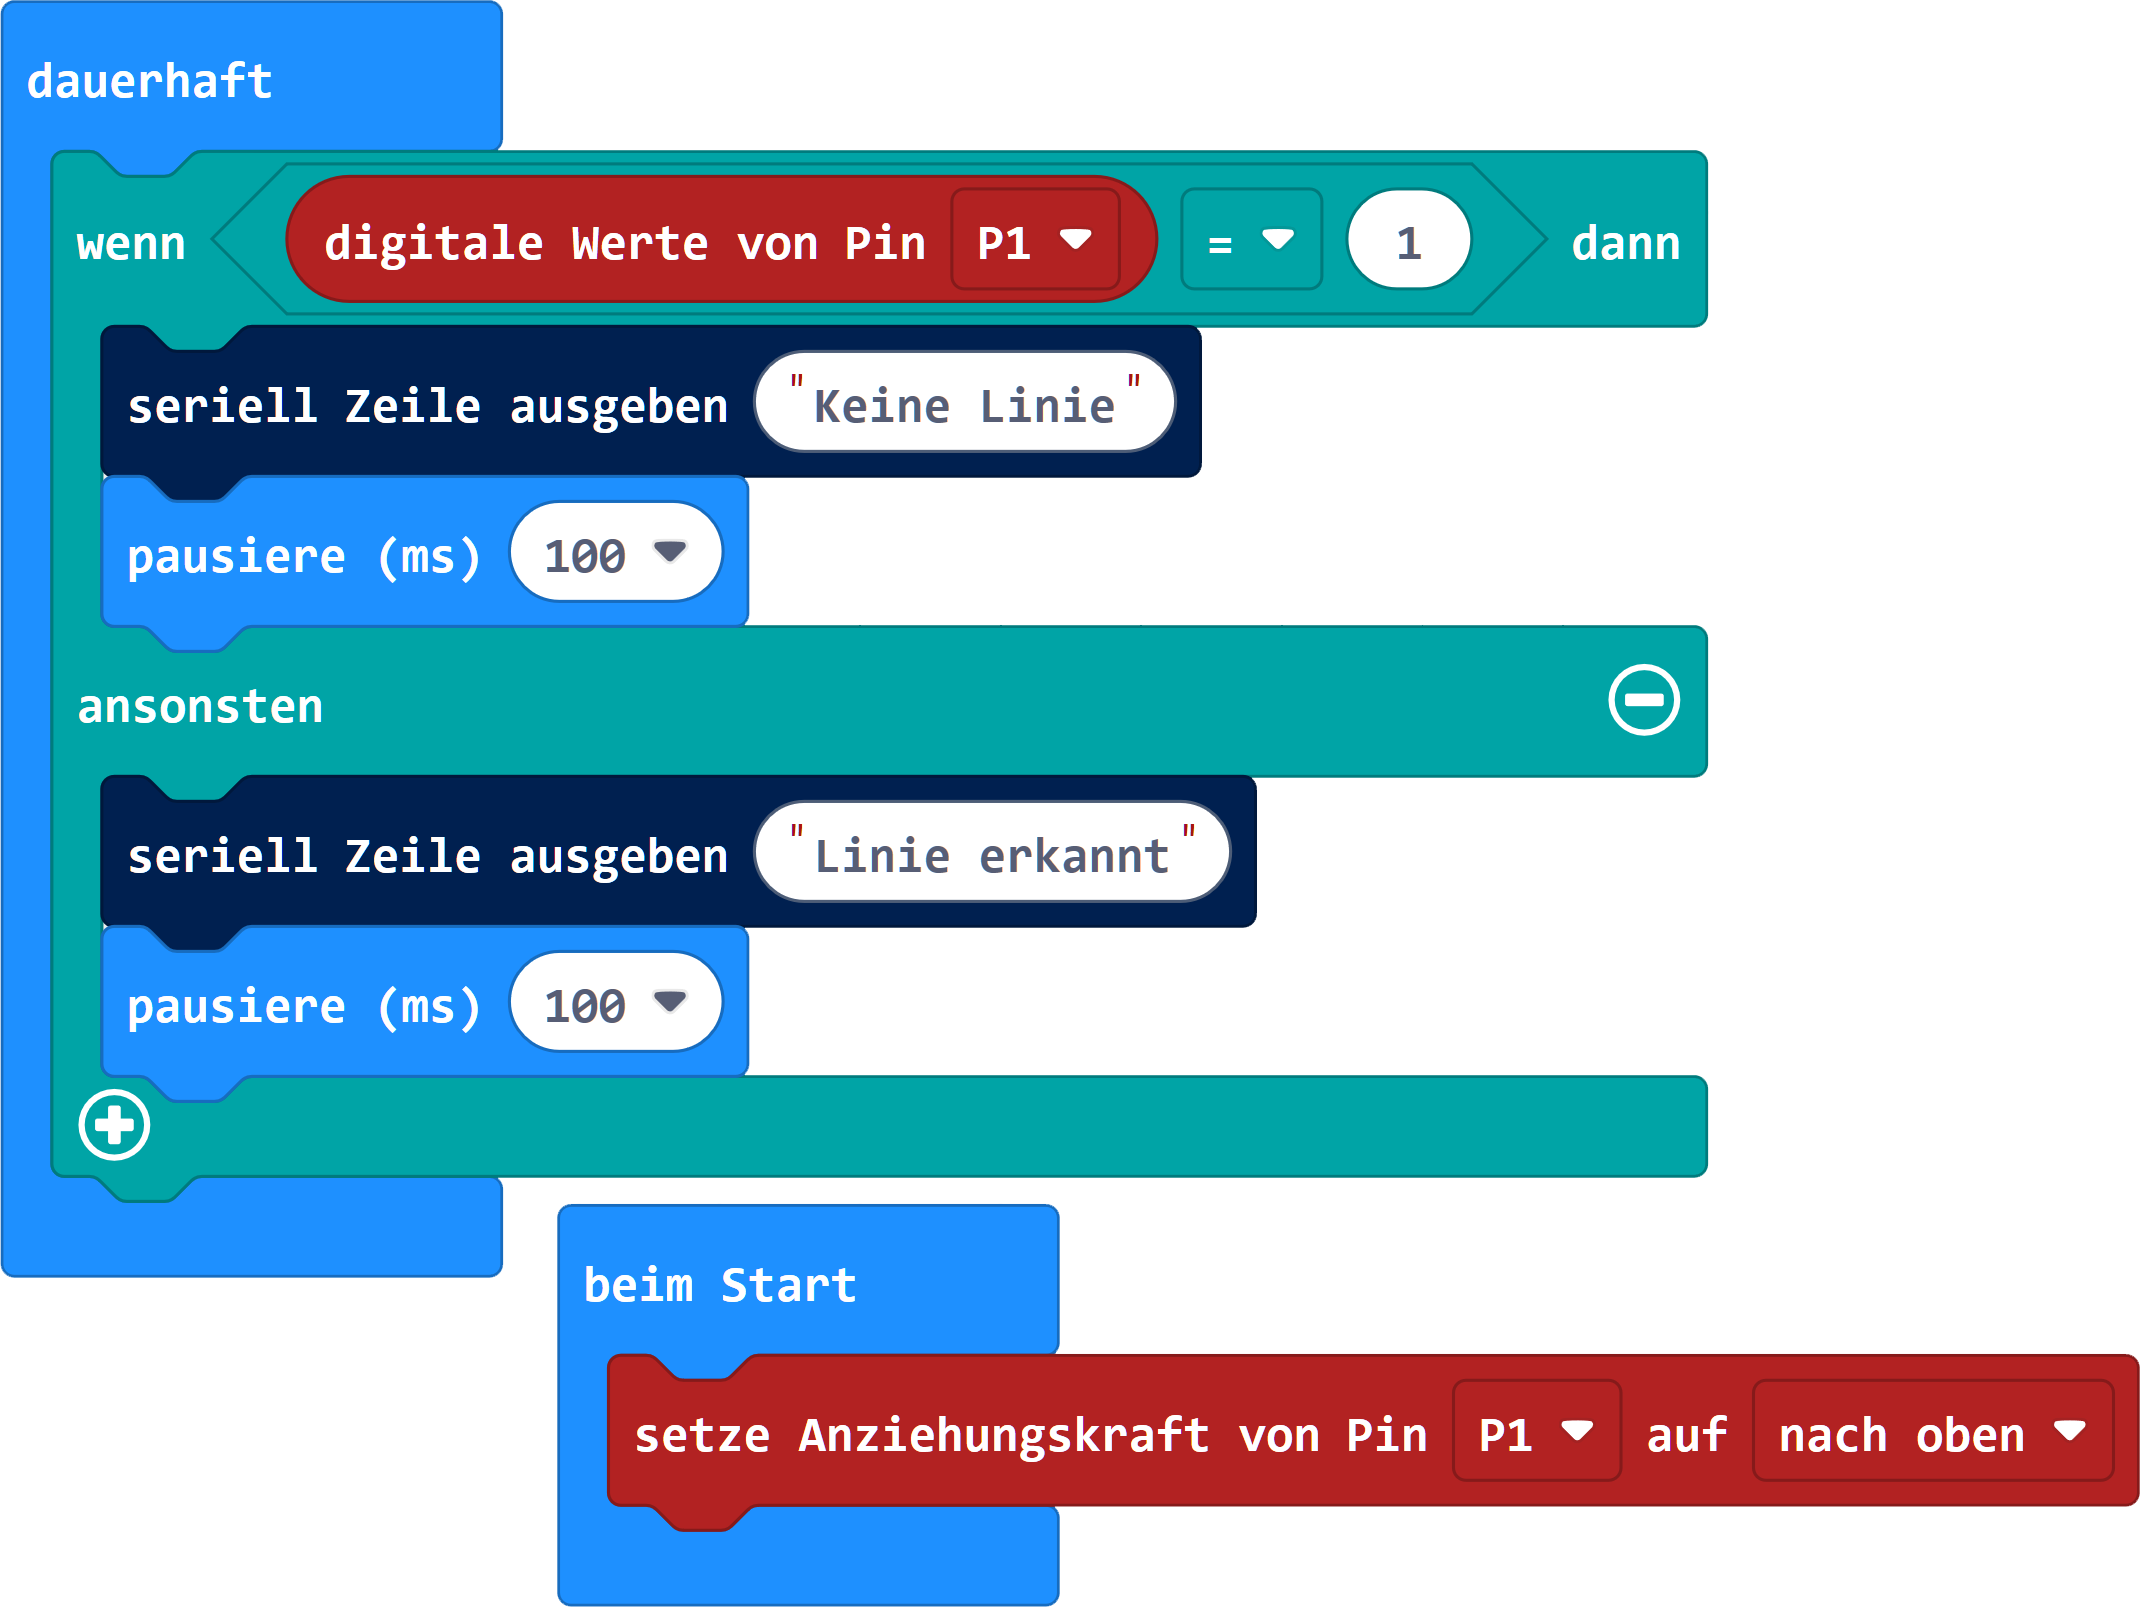 dauerhaft
wenn digitale Werte von Pin P1 = 1 dann
seriell Zeile ausgeben "Keine Linie"
pausiere (ms) 100
ansonsten
seriell Zeile ausgeben "Linie erkannt"
pausiere (ms) 100
beim Start
setze Anziehungskraft von Pin P1 auf nach oben